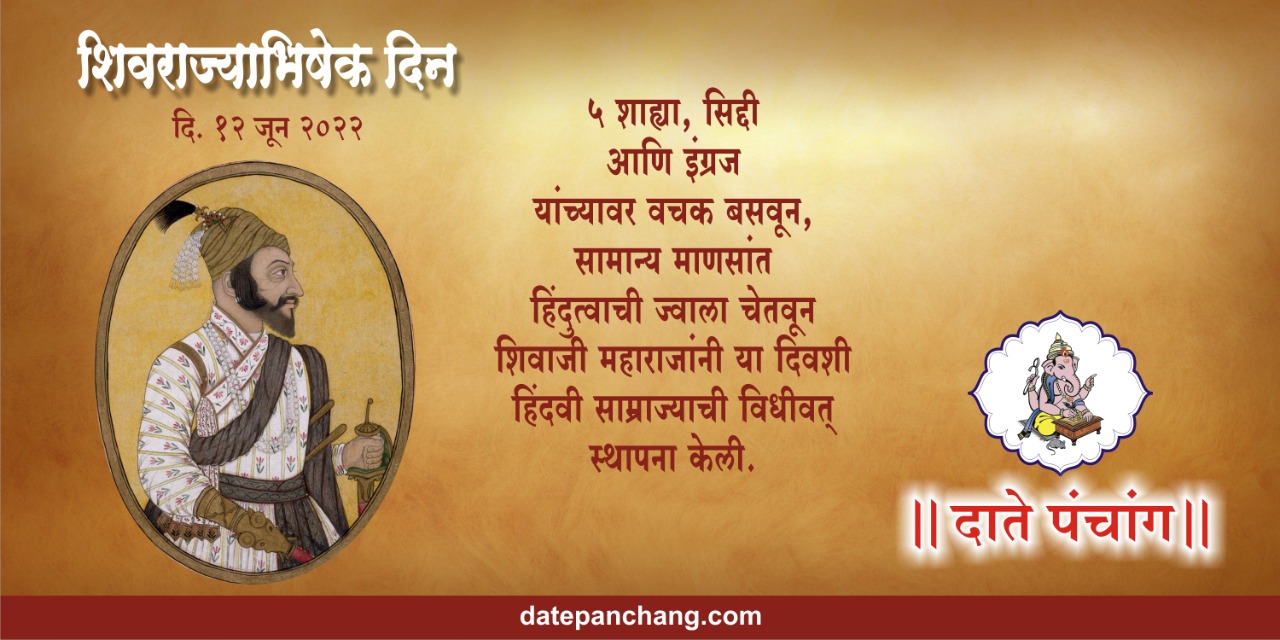 शिवराज्याभिषेक दिन
दि. १२ जून २०२२
५ शाह्या, सिद्दी
आणि इंग्रज
यांच्यावर वचक बसवून,
सामान्य माणसांत
हिंदुत्वाची ज्वाला चेतवून
शिवाजी महाराजांनी या दिवशी
हिंदवी साम्राज्याची विधीवत्
स्थापना केली.
|| दाते पंचांग ||
datepanchang.com